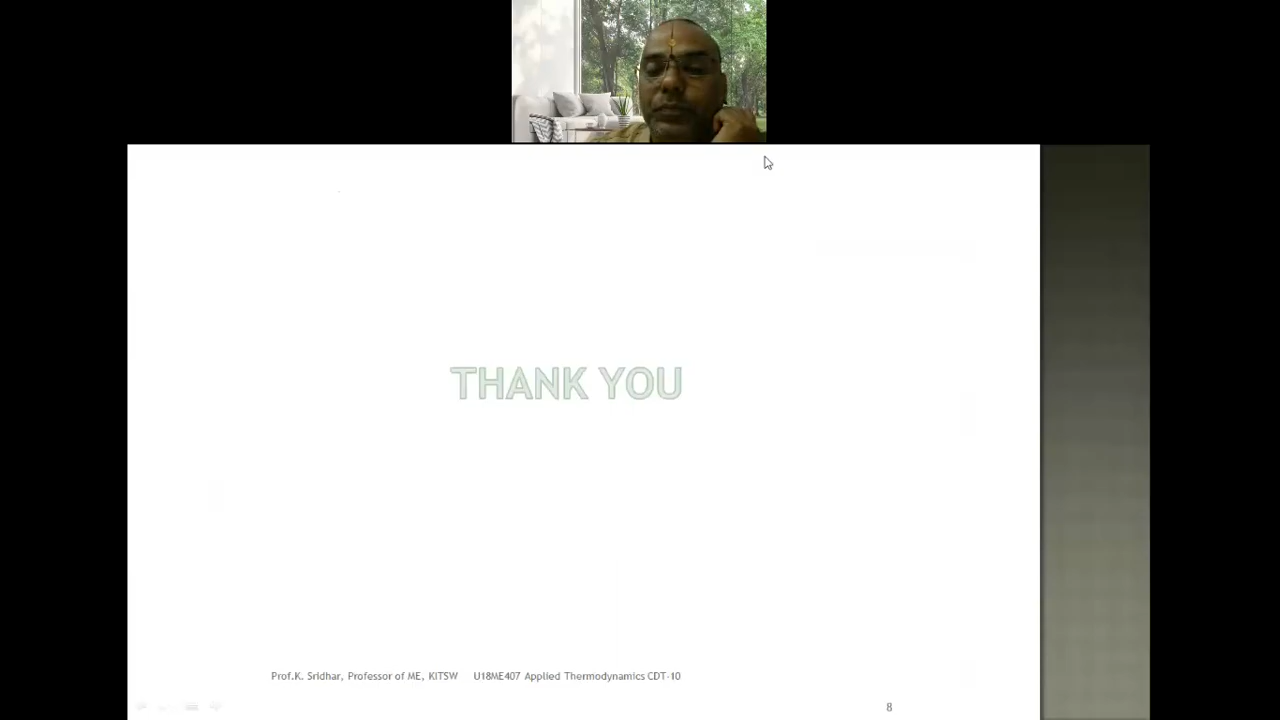 THANK YOU
Prof.K. Sridhar, Professor of ME, KITSW U18ME407 Applied Thermodynamics CDT-10
8